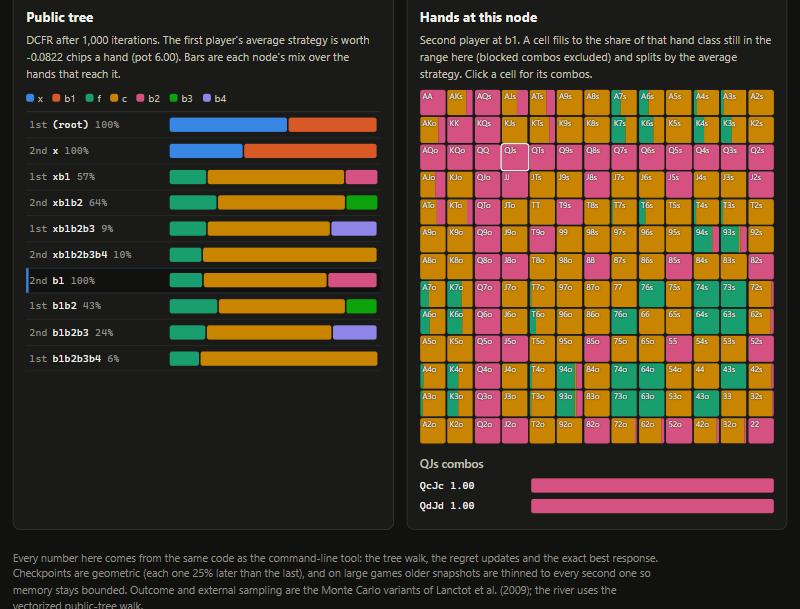 Public tree
DCFR after 1,000 iterations. The first player's average strategy is worth
-0.0822 chips a hand (pot 6.00). Bars are each node's mix over the
hands that reach it.
x b1 f c b2 b3 b4
1st (root) 100%
2nd x 100%
1st xb1 57%
2nd xb1b2 64%
1st xb1b2b3 9%
2nd xb1b2b3b4 10%
2nd b1 100%
1st b1b2 43%
2nd b1b2b3 24%
1st b1b2b3b4 6%
Hands at this node
Second player at b1. A cell fills to the share of that hand class still in the
range here (blocked combos excluded) and splits by the average
strategy. Click a cell for its combos.
AA AKs AQs AJs ATs A9s A8s A7s A6s A5s A4s A3s A2s
AKo KK KQs KJs KTs K9s K8s K7s K6s K5s K4s K3s K2s
AQo KQo QQ QJs QTs Q9s Q8s Q7s Q6s Q5s Q4s Q3s Q2s
AJo KJo QJo JJ JTs J9s J8s J7s J6s J5s J4s J3s J2s
ATo KTo QTo JTo TT T9s T8s T7s T6s T5s T4s T3s T2s
A9o K9o Q9o J9o T9o 99 98s 97s 96s 95s 94s 93s 92s
A8o K8o Q8o J8o T8o 98o 88 87s 86s 85s 84s 83s 82s
A7o K7o Q7o J7o T7o 97o 87o 77 76s 75s 74s 73s 72s
A6o K6o Q6o J6o T6o 96o 86o 76o 66 65s 64s 63s 62s
A5o K5o Q5o J5o T5o 95o 85o 75o 65o 55 54s 53s 52s
A4o K4o Q4o J4o T4o 94o 84o 74o 64o 54o 44 43s 42s
A3o K3o Q3o J3o T3o 93o 83o 73o 63o 53o 43o 33 32s
A2o K2o Q2o J2o T2o 92o 82o 72o 62o 52o 42o 32o 22
QJs combos
QcJc 1.00
QdJd 1.00
Every number here comes from the same code as the command-line tool: the tree walk, the regret updates and the exact best response.
Checkpoints are geometric (each one 25% later than the last), and on large games older snapshots are thinned to every second one so
memory stays bounded. Outcome and external sampling are the Monte Carlo variants of Lanctot et al. (2009); the river uses the
vectorized public-tree walk.